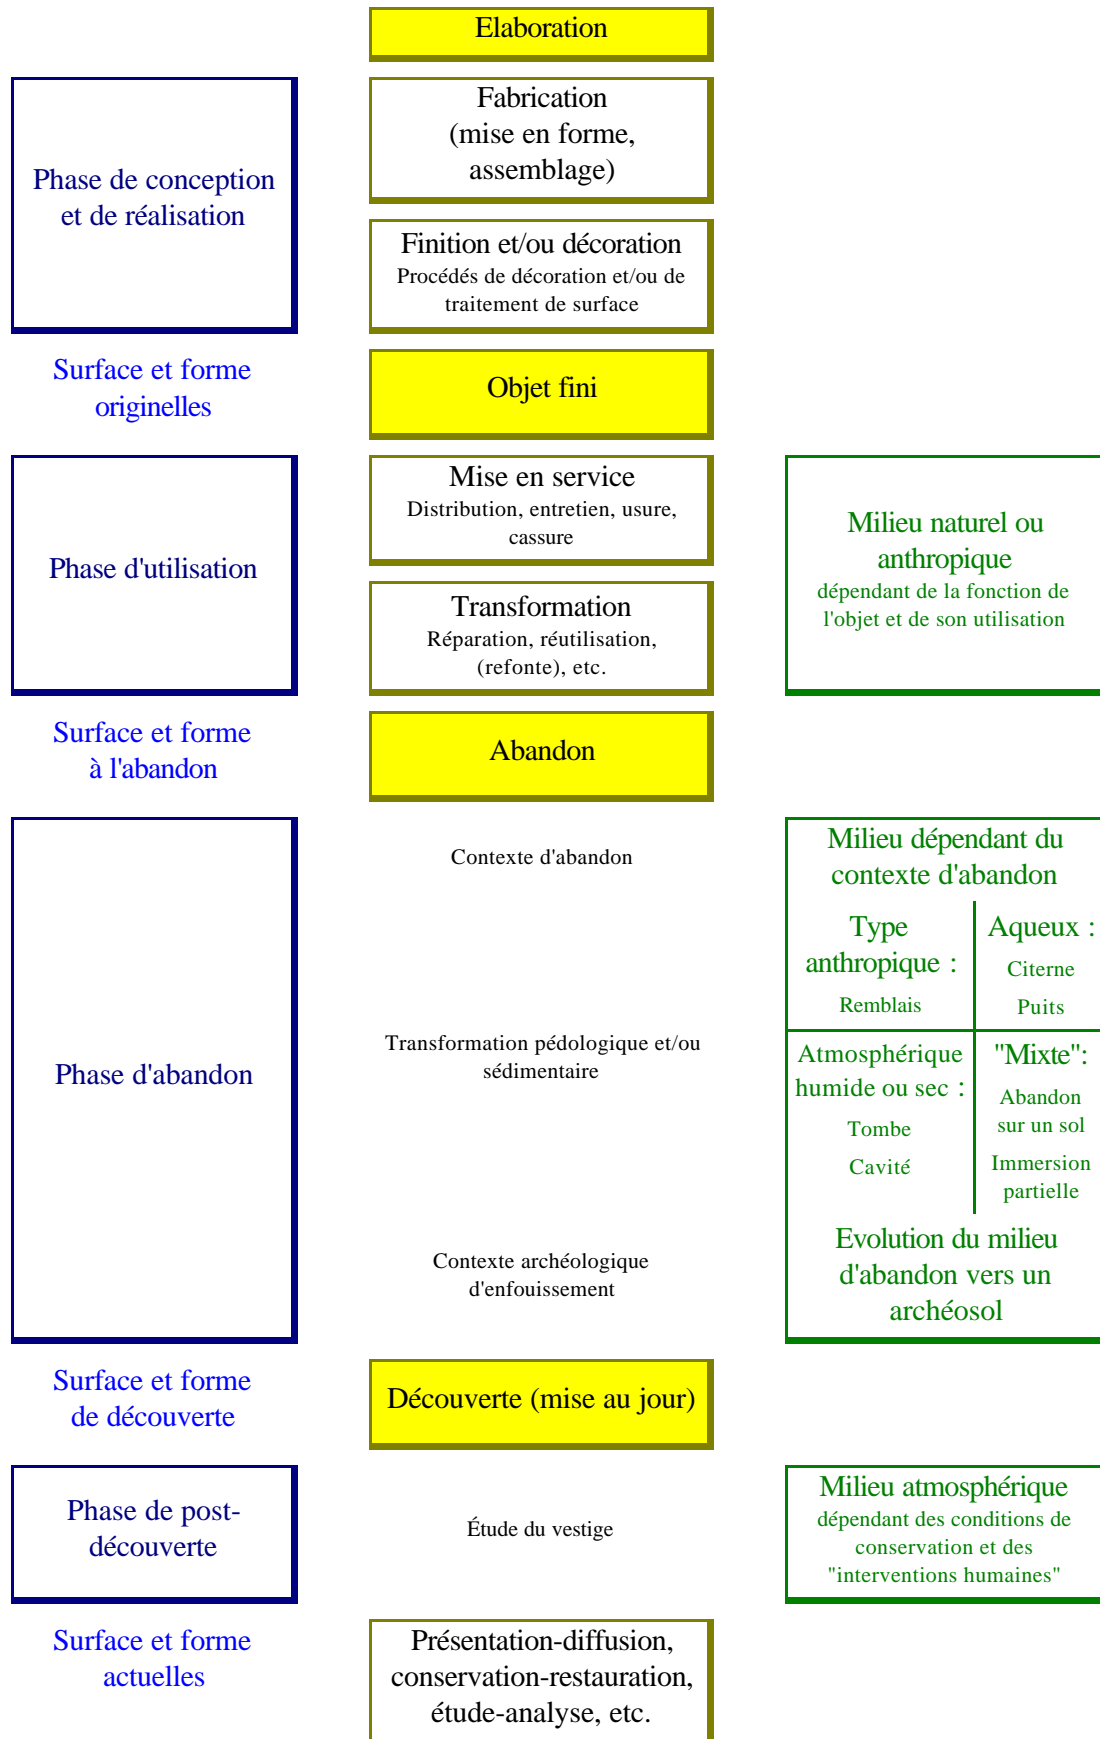 Elaboration
Phase de conception
et de réalisation
Fabrication
(mise en forme,
assemblage)
Finition et/ou décoration
Procédés de décoration et/ou de
traitement de surface
Surface et forme
originelles
Objet fini
Phase d'utilisation
Mise en service
Distribution, entretien, usure,
cassure
Transformation
Réparation, réutilisation,
(refonte), etc.
Milieu naturel ou
anthropique
dépendant de la fonction de
l'objet et de son utilisation
Surface et forme
à l'abandon
Abandon
Phase d'abandon
Contexte d'abandon
Transformation pédologique et/ou
sédimentaire
Contexte archéologique
d'enfouissement
Milieu dépendant du
contexte d'abandon
Type
anthropique :
Remblais
Aqueux :
Citerne
Puits
Atmosphérique
humide ou sec :
Tombe
Cavité
"Mixte":
Abandon
sur un sol
Immersion
partielle
Evolution du milieu
d'abandon vers un
archéosol
Surface et forme
de découverte
Découverte (mise au jour)
Phase de post-
découverte
Étude du vestige
Milieu atmosphérique
dépendant des conditions de
conservation et des
"interventions humaines"
Surface et forme
actuelles
Présentation-diffusion,
conservation-restauration,
étude-analyse, etc.